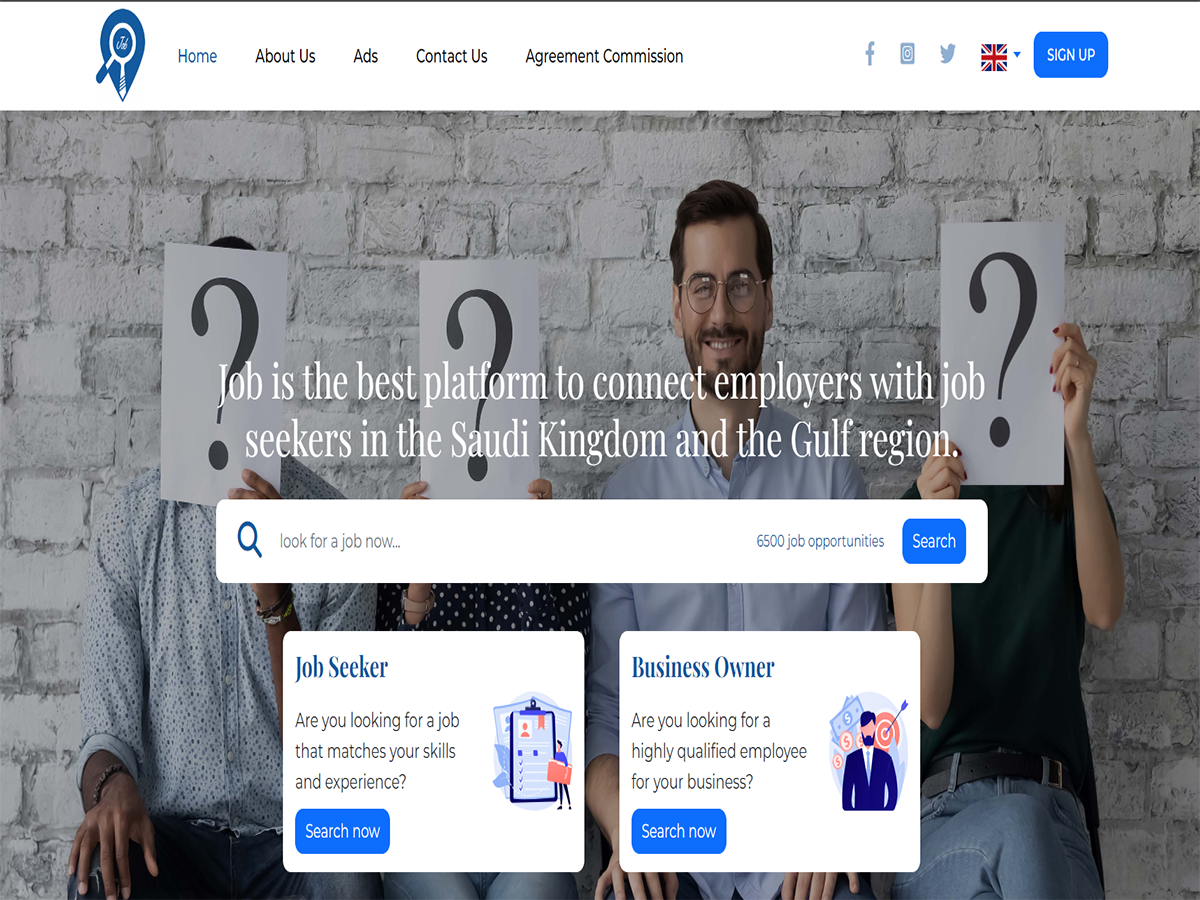 Job
Home
About Us
Ads
Contact Us
Agreement Commission
SIGN UP
?
?
?
Job is the best platform to connect employers with job
seekers in the Saudi Kingdom and the Gulf region.
look for a job now...
6500 job opportunities
Search
Job Seeker
Are you looking for a job
that matches your skills
and experience?
Search now
Business Owner
Are you looking for a
highly qualified employee
for your business?
Search now